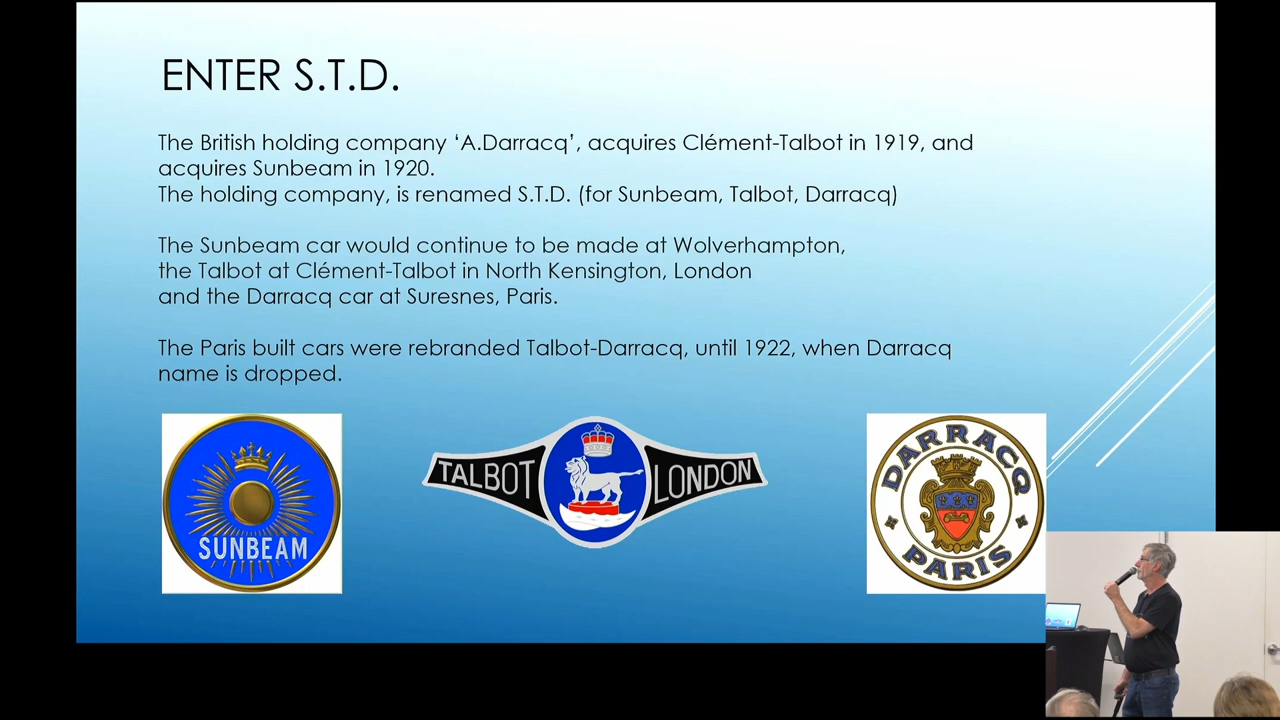 ENTER S.T.D.
The British holding company ‘A.Darracq’, acquires Clément-Talbot in 1919, and
acquires Sunbeam in 1920.
The holding company, is renamed S.T.D. (for Sunbeam, Talbot, Darracq)
The Sunbeam car would continue to be made at Wolverhampton,
the Talbot at Clément-Talbot in North Kensington, London
and the Darracq car at Suresnes, Paris.
The Paris built cars were rebranded Talbot-Darracq, until 1922, when Darracq
name is dropped.
SUNBEAM
TALBOT LONDON
DARRACQ
PARIS